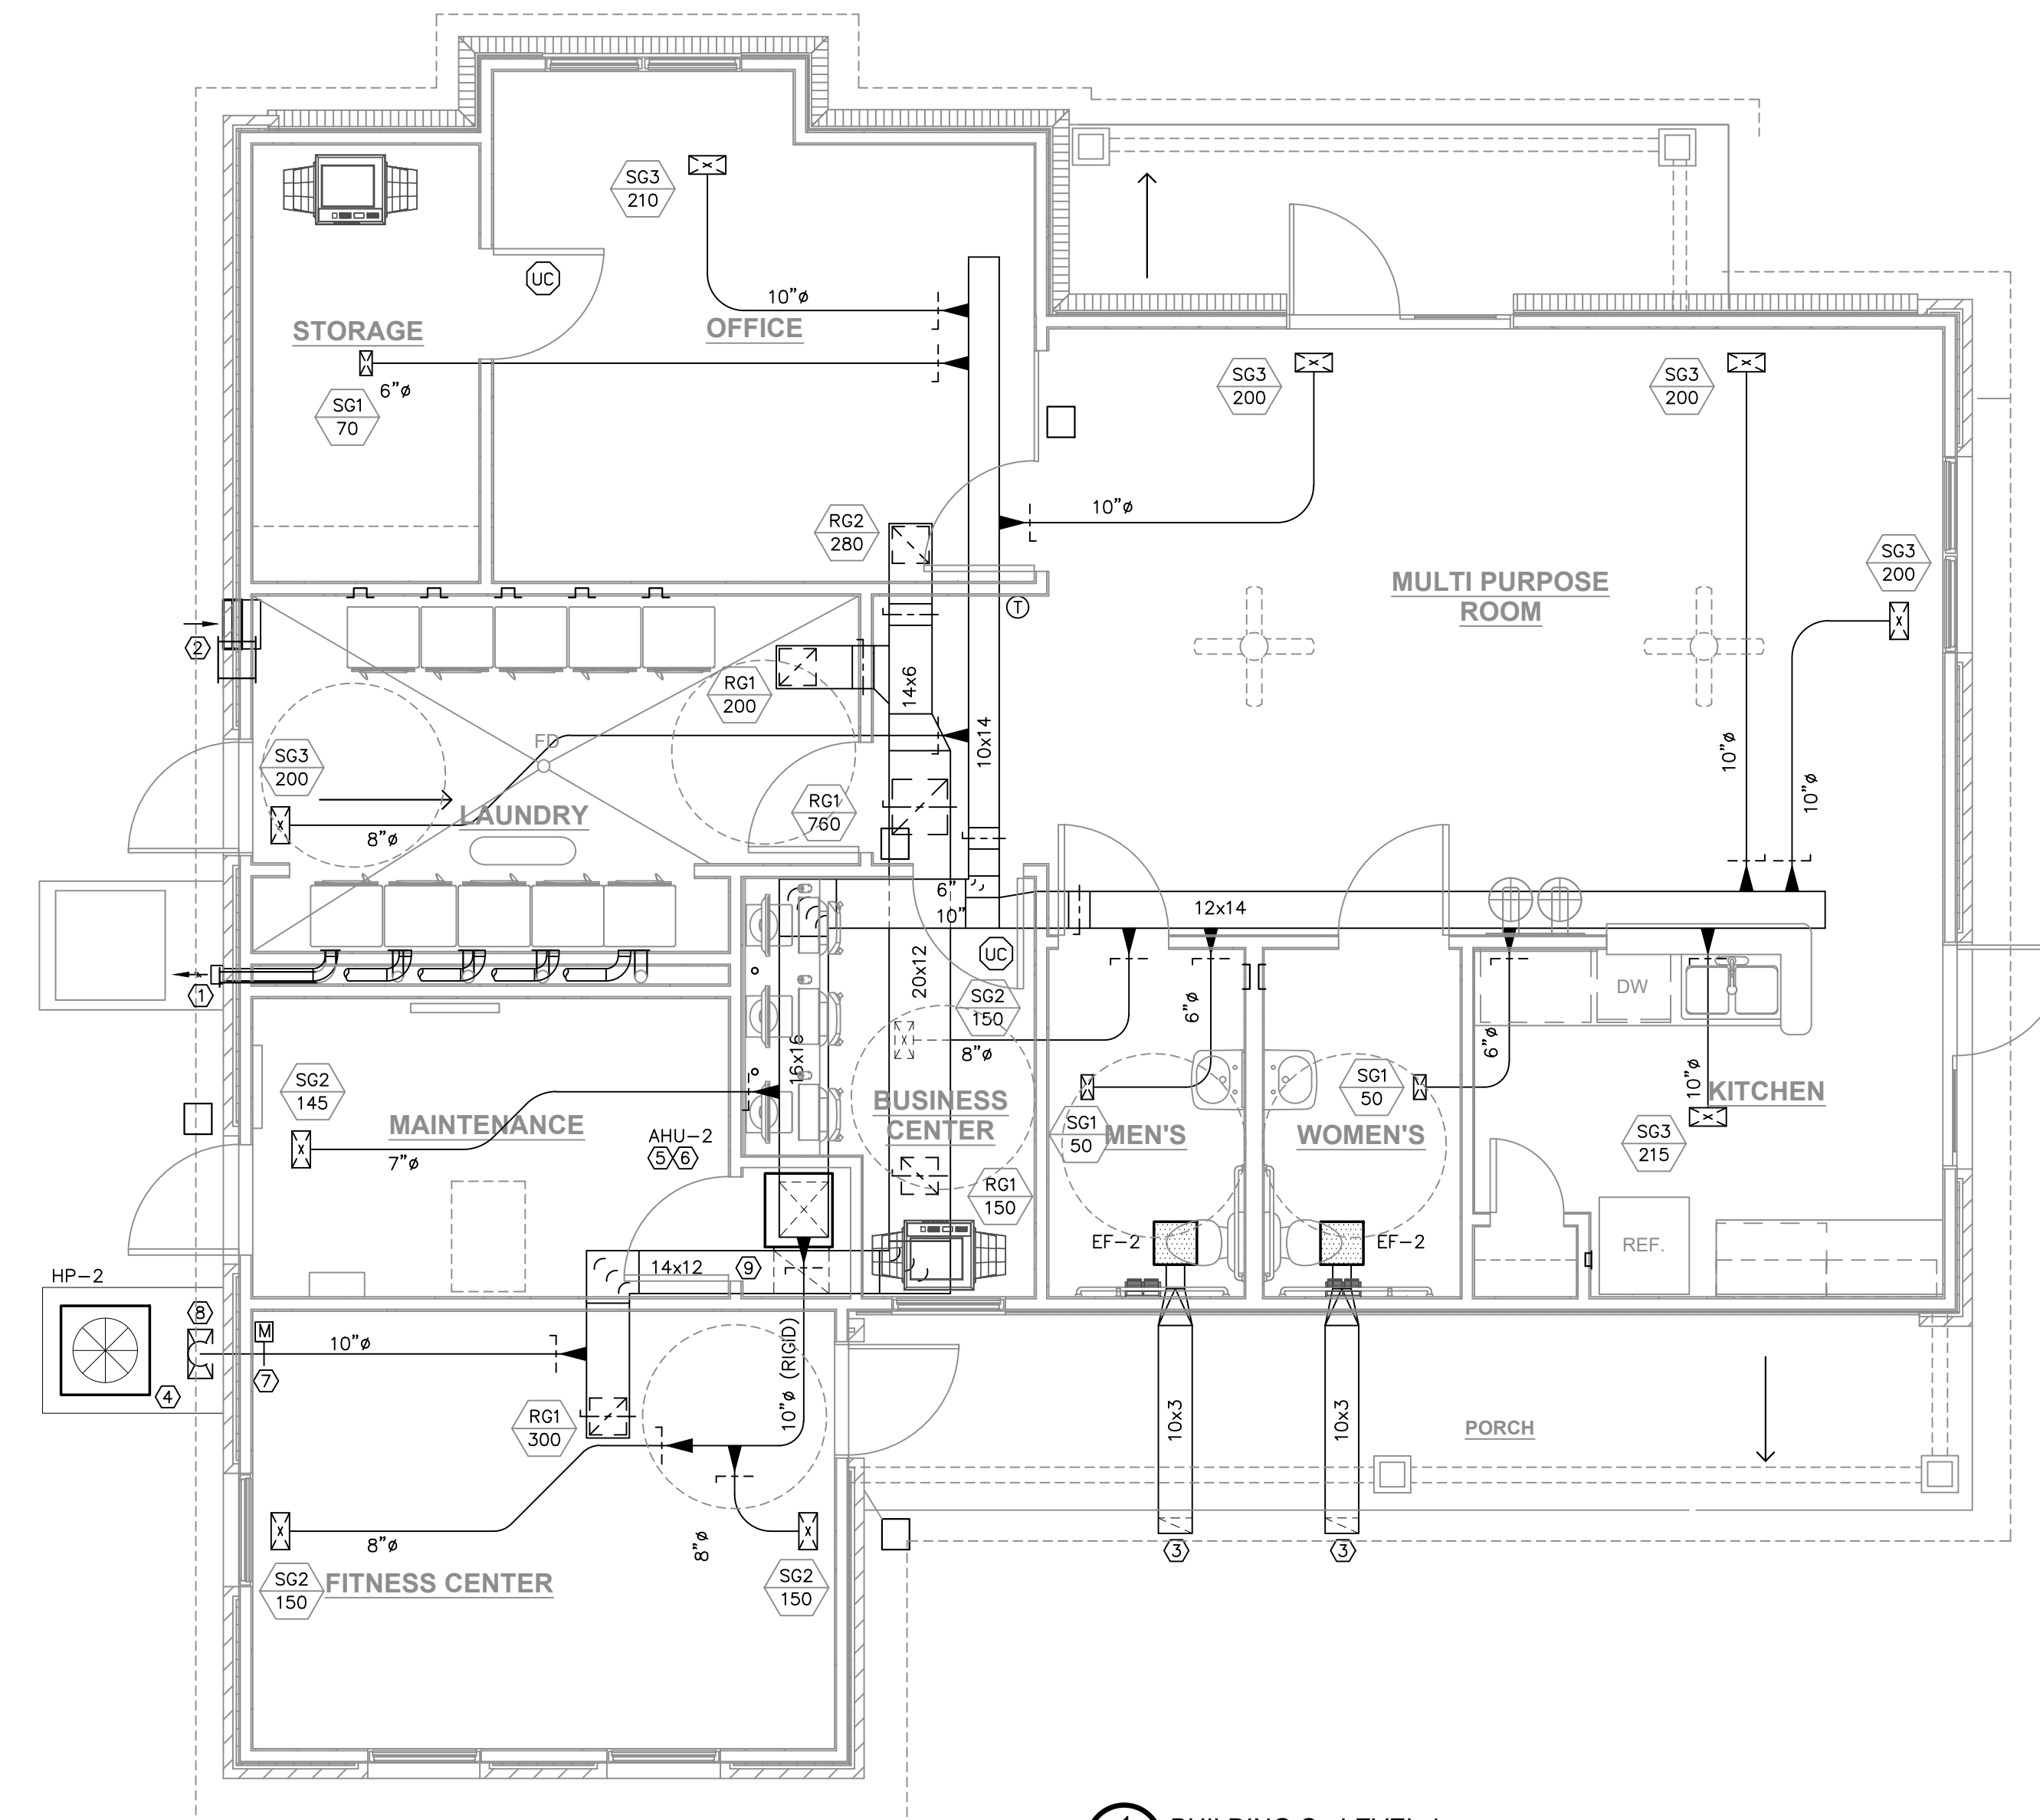 SG3
210
UC
10"ø
STORAGE
OFFICE
6"ø
SG1
70
SG3
200
SG3
200
10"ø
RG2
280
SG3
200
MULTI PURPOSE
ROOM
T
2
RG1
200
14x6
10x14
FD
SG3
200
10"ø
10"ø
LAUNDRY
RG1
760
8"ø
6"
10"
12x14
UC
20x12
1
SG2
150
6"ø
DW
8"ø
6"ø
16x16
10"ø
SG2
145
SG1
50
KITCHEN
MAINTENANCE
BUSINESS
CENTER
AHU-2
5
6
SG1
50
MEN'S
WOMEN'S
SG3
215
7"ø
RG1
150
EF-2
EF-2
REF.
14x12
9
HP-2
8
M
10"ø
7
4
10"ø (RIGID)
RG1
300
10x3
10x3
PORCH
8"ø
8"ø
3
3
SG2
150
FITNESS CENTER
SG2
150